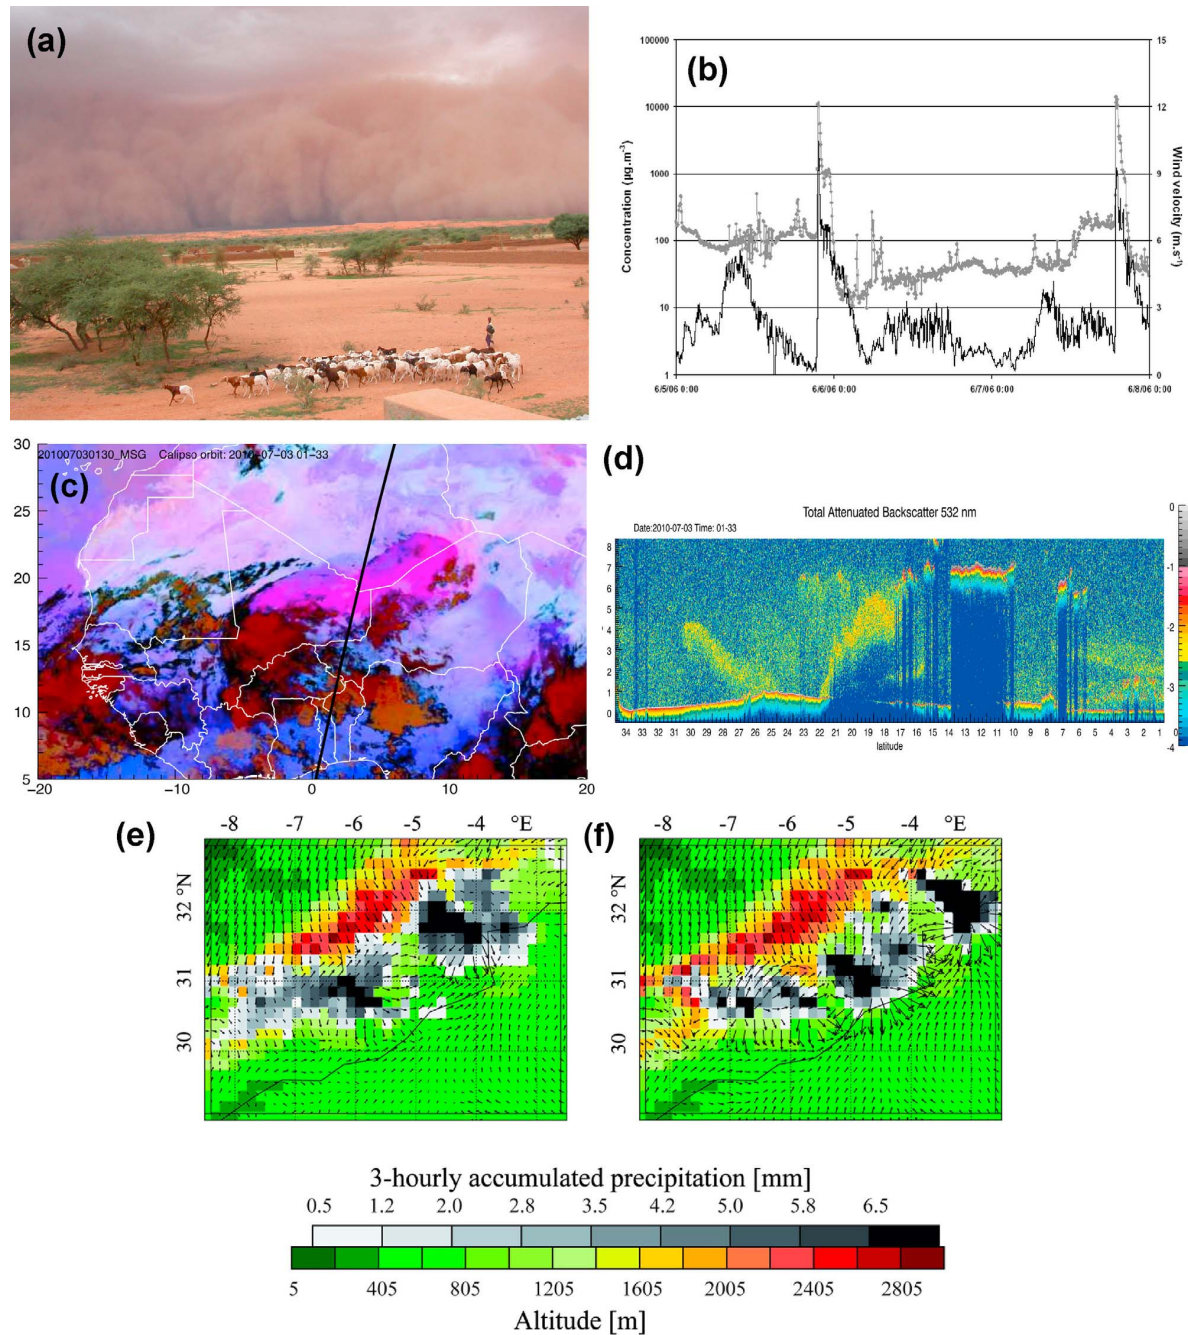 (a)
(b)
100000
10000
1000
100
10
1
Concentration (µg.m⁻³)
15
12
9
6
3
0
Wind velocity (m.s⁻¹)
6/5/06 0:00
6/6/06 0:00
6/7/06 0:00
6/8/06 0:00
(c)
201007030130_MSG Calipso orbit: 2010-07-03 01-33
30
25
20
15
10
5
-20
-10
0
10
20
(d)
Total Attenuated Backscatter 532 nm
Date:2010-07-03 Time: 01-33
8
7
6
5
3
2
1
0
34 33 32 31 30 29 28 27 26 25 24 23 22 21 20 19 18 17 16 15 14 13 12 11 10 9 8 7 6 5 4 3 2 1
latitude
0
-1
-2
-3
-4
(e)
-8 -7 -6 -5 -4 °E
32 °N
31
30
(f)
-8 -7 -6 -5 -4 °E
32 °N
31
30
3-hourly accumulated precipitation [mm]
0.5 1.2 2.0 2.8 3.5 4.2 5.0 5.8 6.5
5 405 805 1205 1605 2005 2405 2805
Altitude [m]